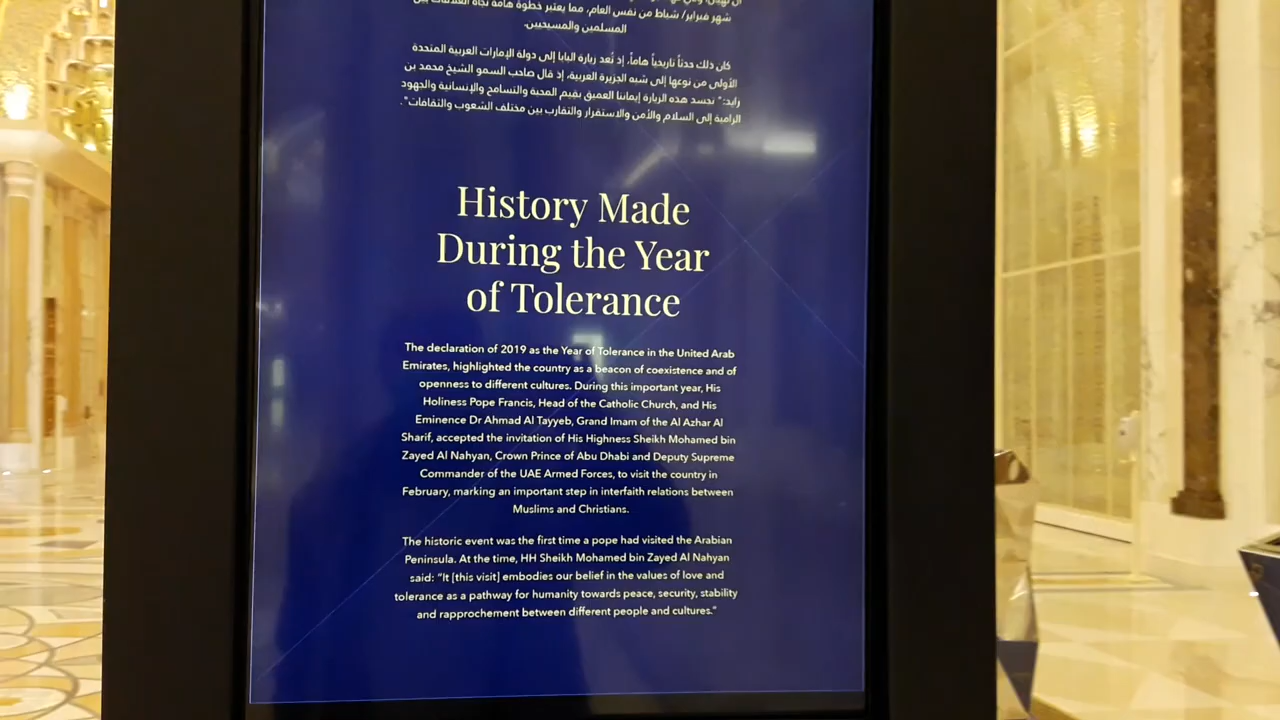 شهر فبراير/ شباط من نفس العام، مما يعتبر خطوة هامة تجاه العلاقات بين
المسلمين والمسيحيين.
كان ذلك حدثاً تاريخياً هاماً، إذ تُعد زيارة البابا إلى دولة الإمارات العربية المتحدة
الأولى من نوعها إلى شبه الجزيرة العربية، إذ قال صاحب السمو الشيخ محمد بن
زايد: "تجسد هذه الزيارة إيماننا العميق بقيم المحبة والتسامح والإنسانية والجهود
الرامية إلى السلام والأمن والاستقرار والتقارب بين مختلف الشعوب والثقافات".
History Made
During the Year
of Tolerance
The declaration of 2019 as the Year of Tolerance in the United Arab
Emirates, highlighted the country as a beacon of coexistence and of
openness to different cultures. During this important year, His
Holiness Pope Francis, Head of the Catholic Church, and His
Eminence Dr Ahmad Al Tayyeb, Grand Imam of the Al Azhar Al
Sharif, accepted the invitation of His Highness Sheikh Mohamed bin
Zayed Al Nahyan, Crown Prince of Abu Dhabi and Deputy Supreme
Commander of the UAE Armed Forces, to visit the country in
February, marking an important step in interfaith relations between
Muslims and Christians.
The historic event was the first time a pope had visited the Arabian
Peninsula. At the time, HH Sheikh Mohamed bin Zayed Al Nahyan
said: “It [this visit] embodies our belief in the values of love and
tolerance as a pathway for humanity towards peace, security, stability
and rapprochement between different people and cultures.”